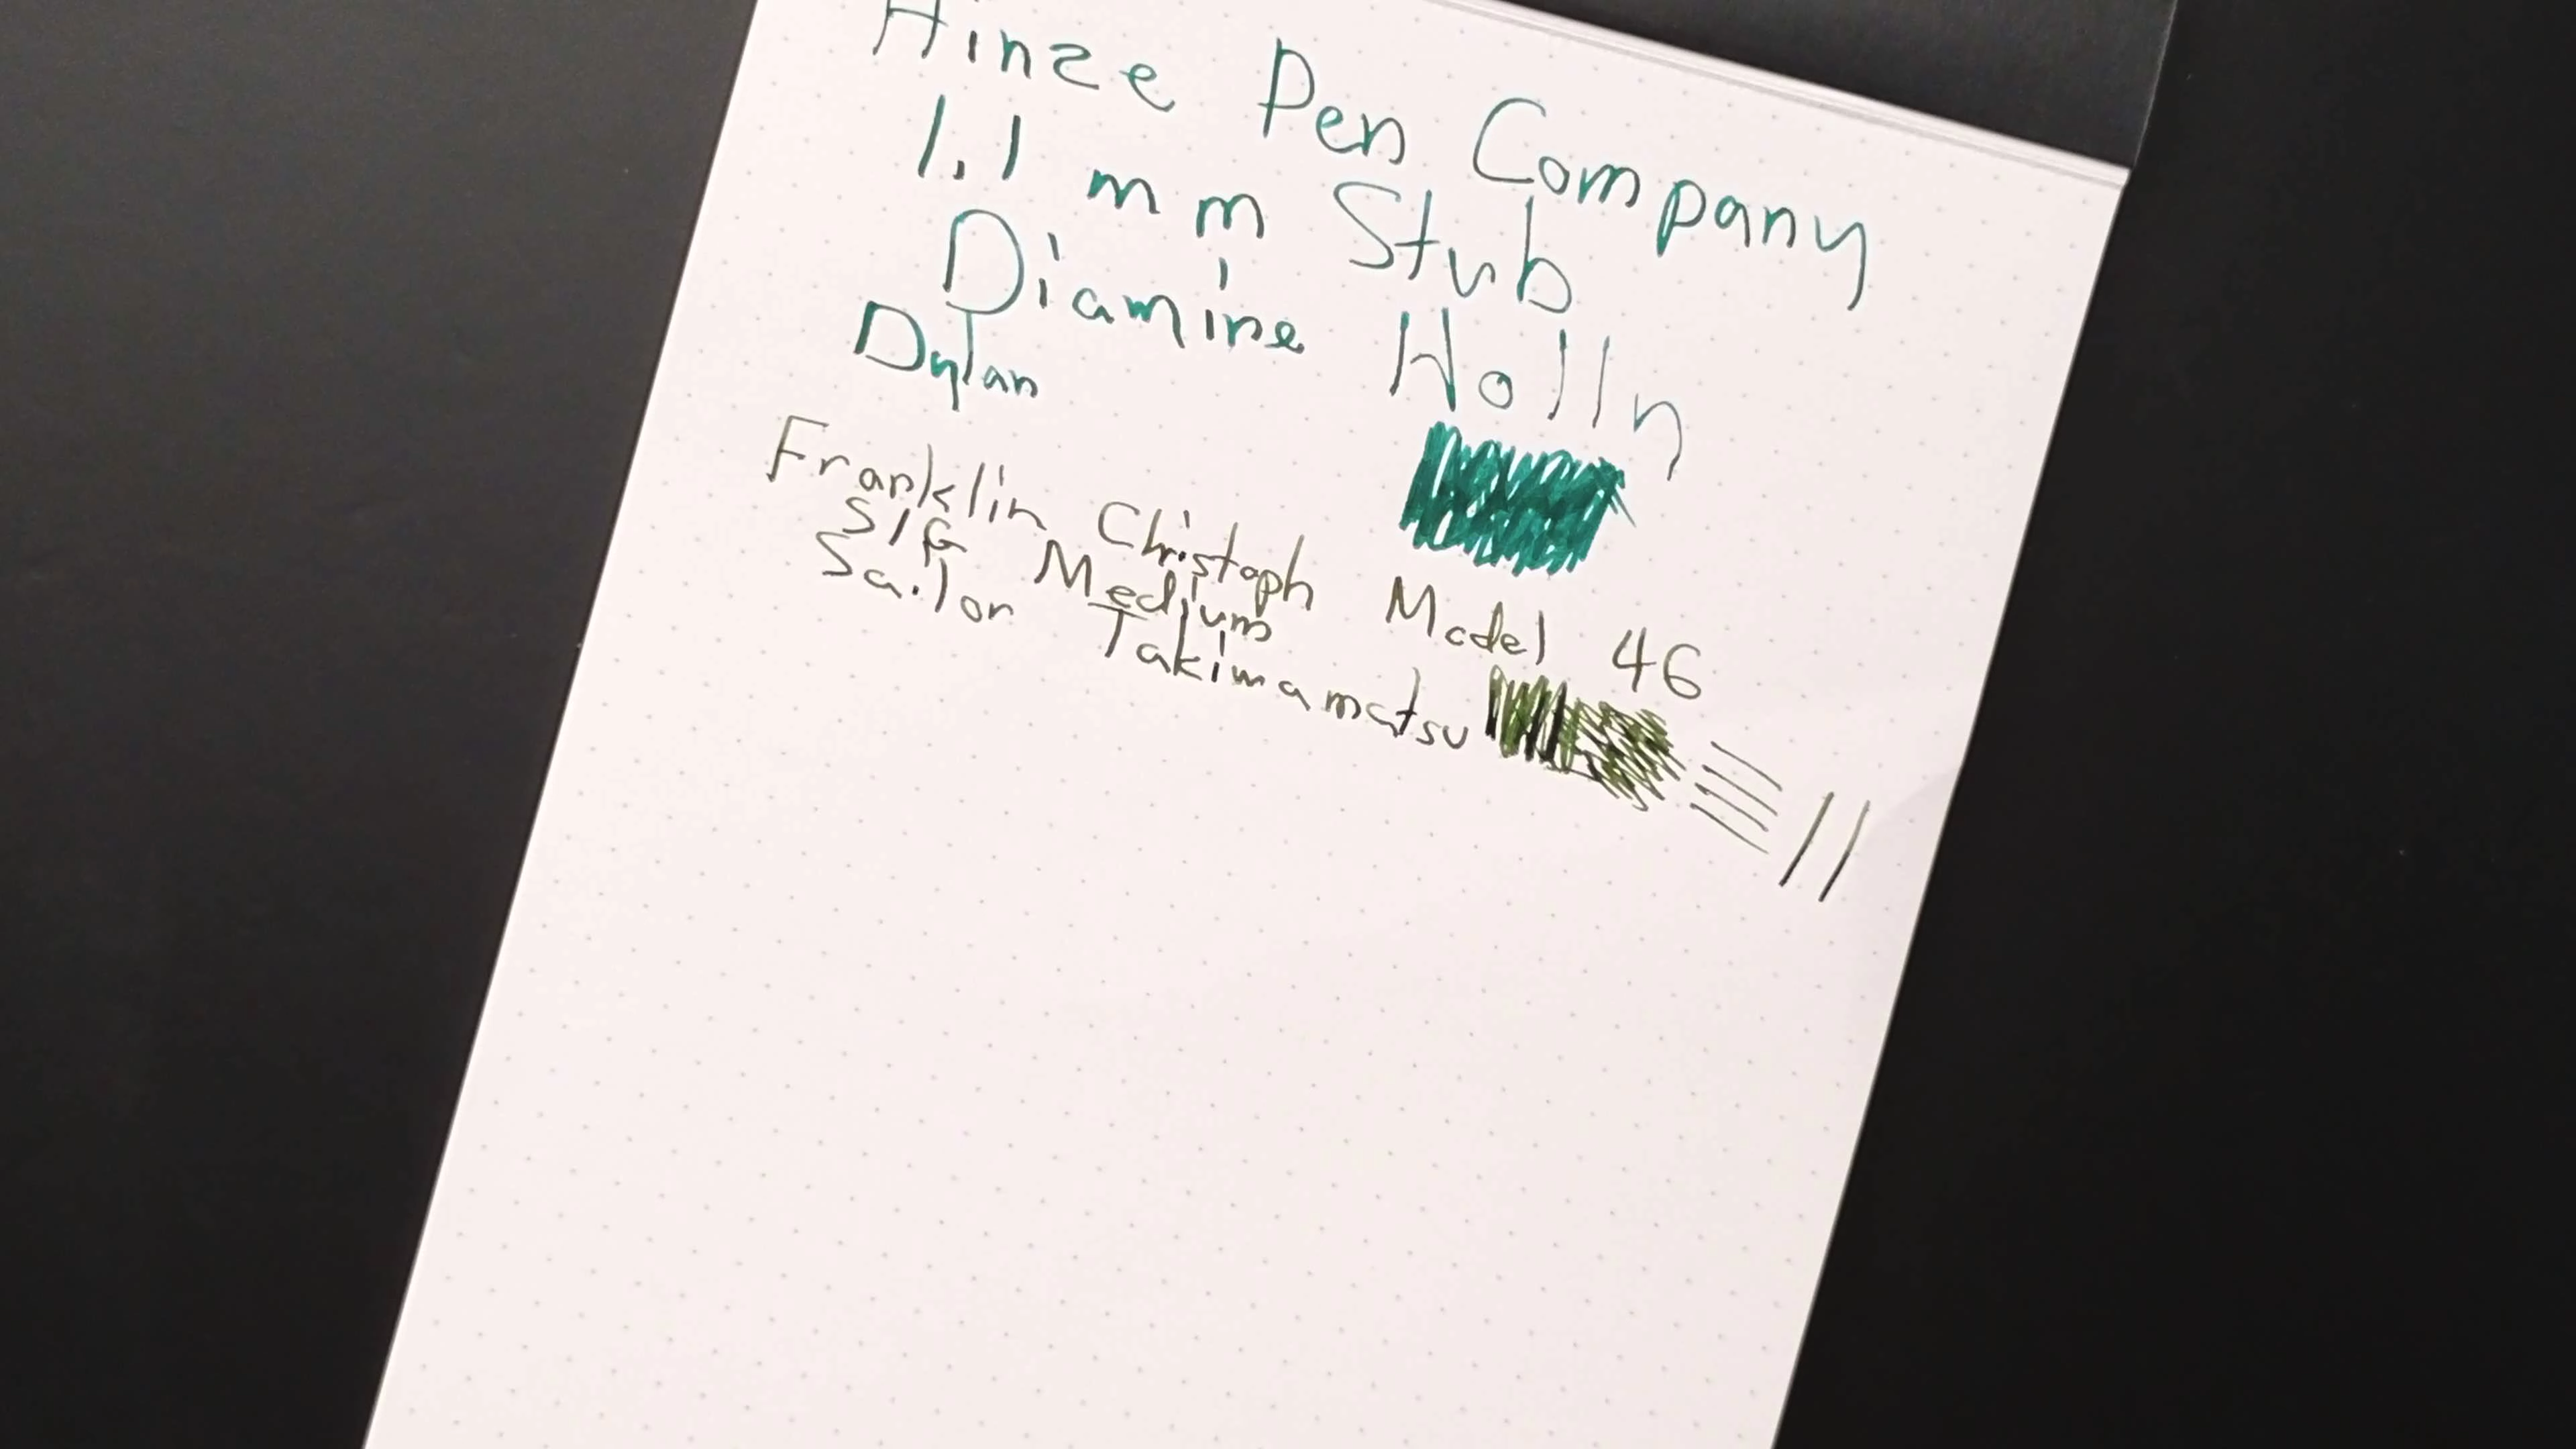 Hinze Pen Company
1.1 mm Stub
Diamine Holly
Dylan
Franklin Christoph Model 46
SIG Medium
Sailor Takimamatsu